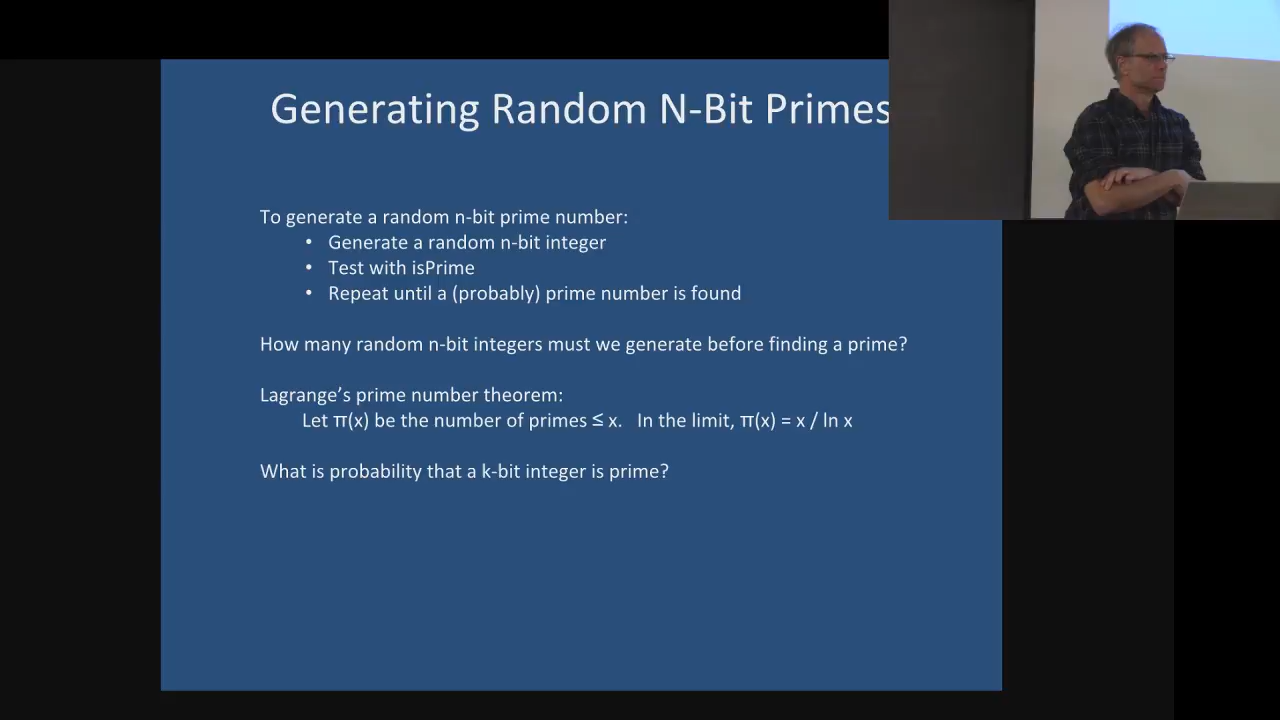 Generating Random N-Bit Primes
To generate a random n-bit prime number:
• Generate a random n-bit integer
• Test with isPrime
• Repeat until a (probably) prime number is found
How many random n-bit integers must we generate before finding a prime?
Lagrange's prime number theorem:
Let π(x) be the number of primes ≤ x. In the limit, π(x) = x / ln x
What is probability that a k-bit integer is prime?